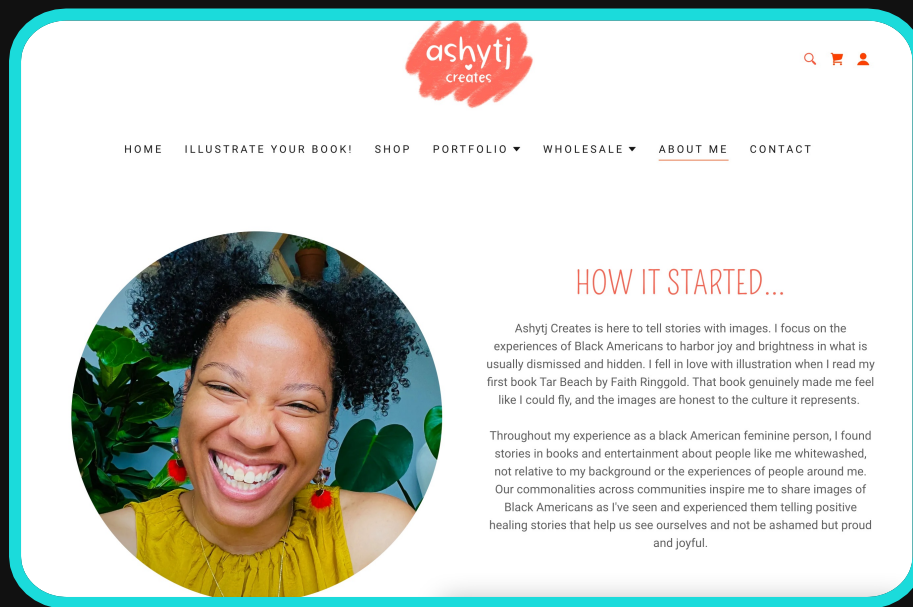 ashytj
creates
HOME ILLUSTRATE YOUR BOOK! SHOP PORTFOLIO WHOLESALE ABOUT ME CONTACT
HOW IT STARTED...
Ashytj Creates is here to tell stories with images. I focus on the
experiences of Black Americans to harbor joy and brightness in what is
usually dismissed and hidden. I fell in love with illustration when I read my
first book Tar Beach by Faith Ringgold. That book genuinely made me feel
like I could fly, and the images are honest to the culture it represents.
Throughout my experience as a black American feminine person, I found
stories in books and entertainment about people like me whitewashed,
not relative to my background or the experiences of people around me.
Our commonalities across communities inspire me to share images of
Black Americans as I've seen and experienced them telling positive
healing stories that help us see ourselves and not be ashamed but proud
and joyful.